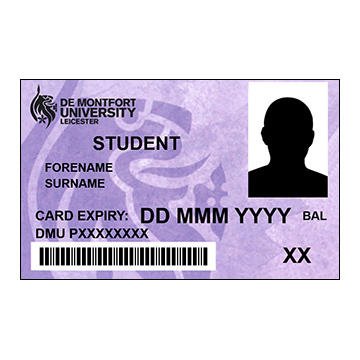 DE MONTFORT
UNIVERSITY
LEICESTER
STUDENT
FORENAME
SURNAME
CARD EXPIRY: DD MMM YYYY BAL
DMU PXXXXXXXX
XX